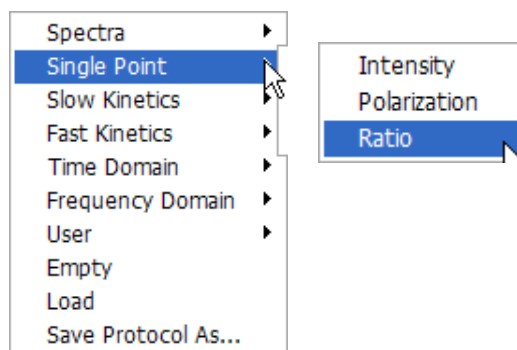 Spectra
Single Point
Slow Kinetics
Fast Kinetics
Time Domain
Frequency Domain
User
Empty
Load
Save Protocol As...
Intensity
Polarization
Ratio